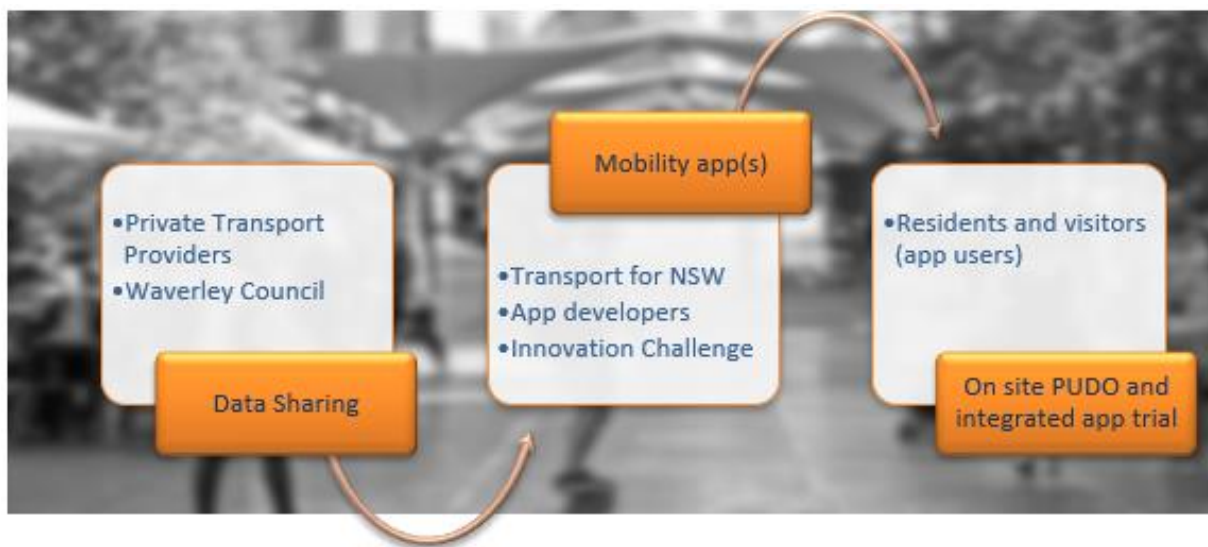 •Private Transport
Providers
•Waverley Council
Data Sharing
Mobility app(s)
•Transport for NSW
•App developers
•Innovation Challenge
•Residents and visitors
(app users)
On site PUDO and
integrated app trial